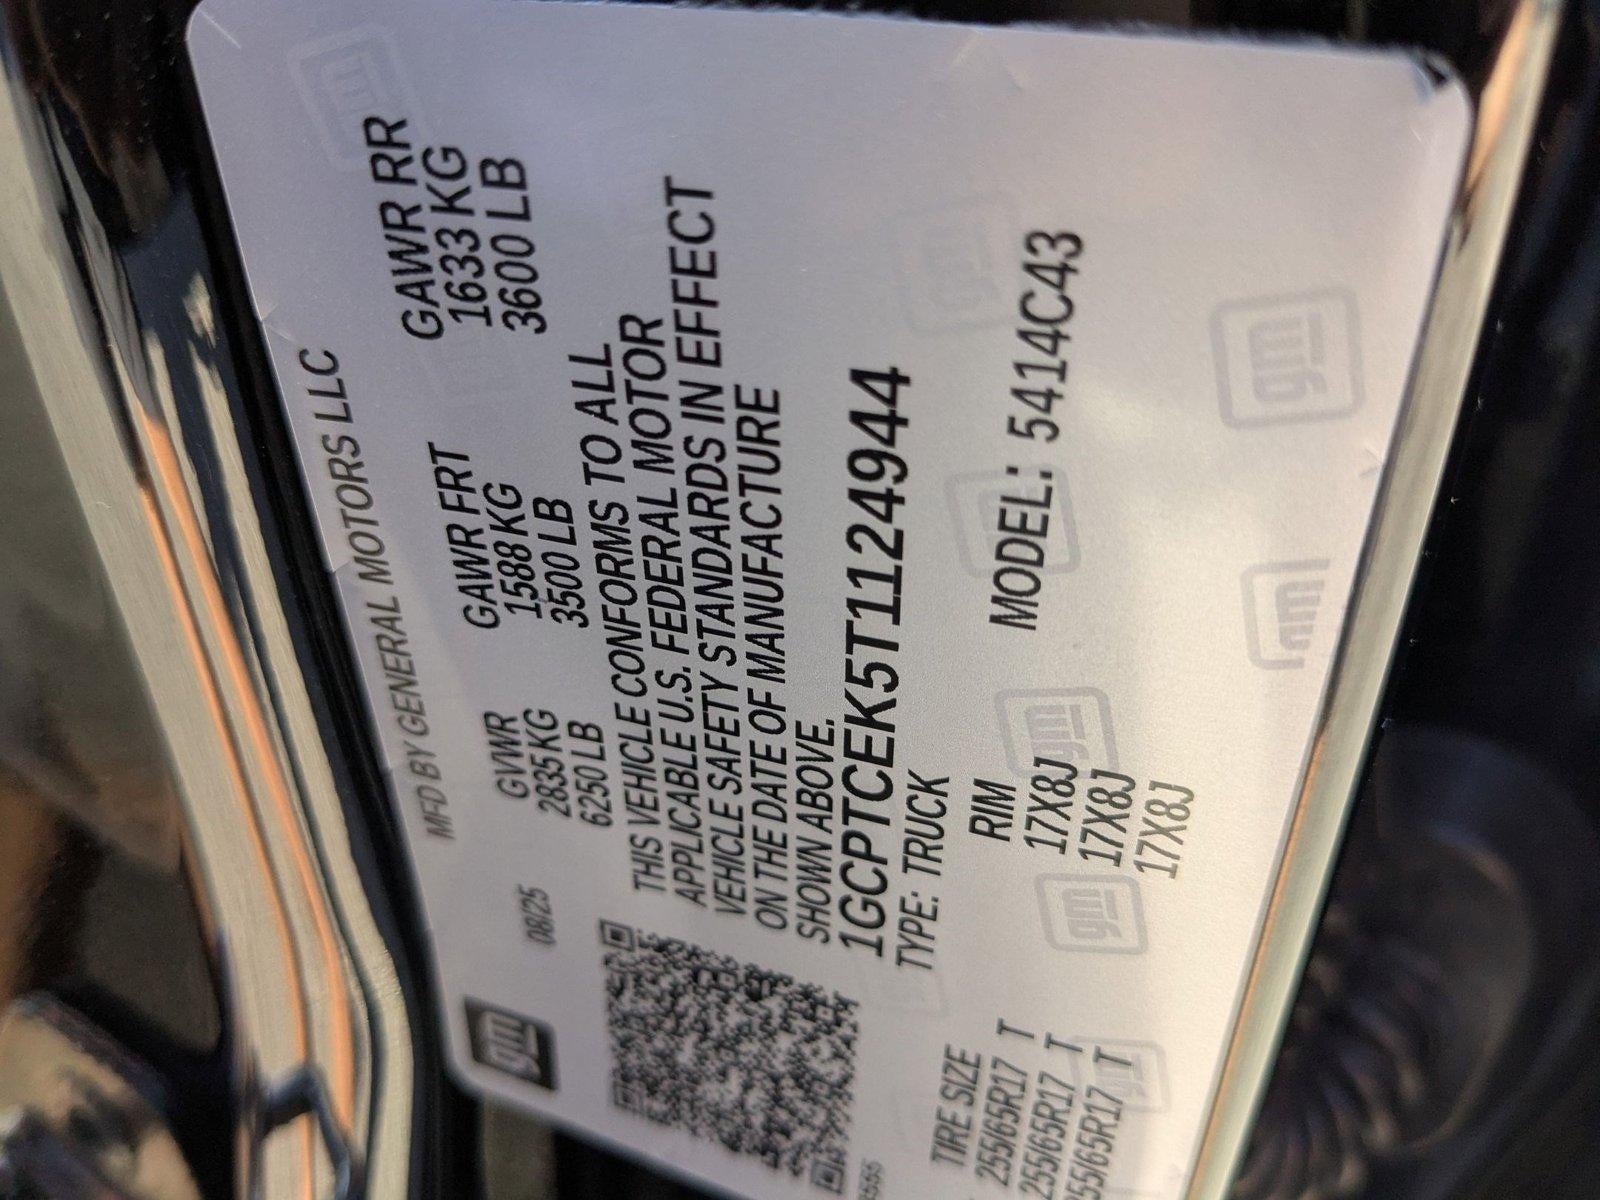 gm
MFD BY GENERAL MOTORS LLC
08/25
GVWR GAWR FRT GAWR RR
2835 KG 1588 KG 1633 KG
6250 LB 3500 LB 3600 LB
THIS VEHICLE CONFORMS TO ALL
APPLICABLE U.S. FEDERAL MOTOR
VEHICLE SAFETY STANDARDS IN EFFECT
ON THE DATE OF MANUFACTURE
SHOWN ABOVE.
1GCPTCEK5T1124944
TYPE: TRUCK
MODEL: 5414C43
TIRE SIZE RIM
255/65R17 T 17X8J
255/65R17 T 17X8J
255/65R17 T 17X8J